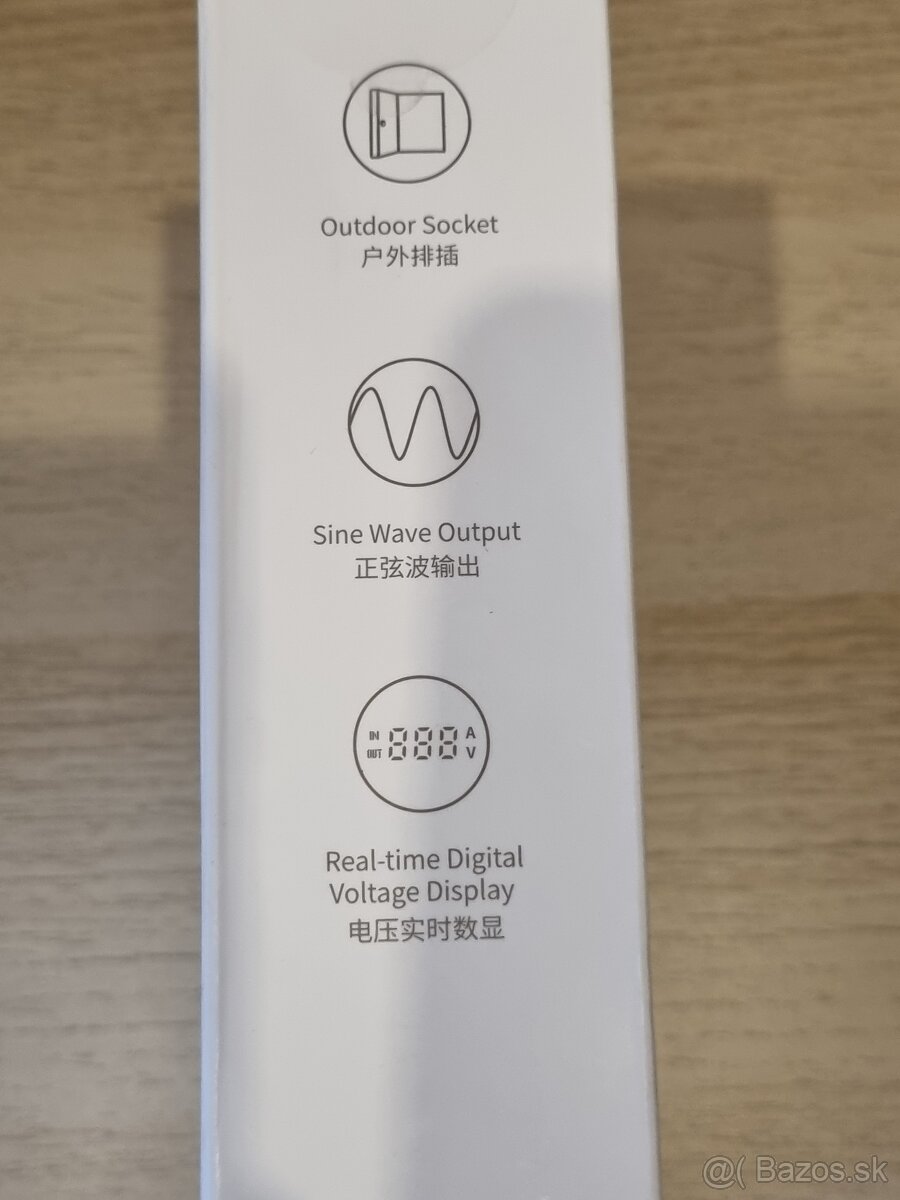 Outdoor Socket
户外排插
Sine Wave Output
正弦波输出
IN 888 A
OUT V
Real-time Digital
Voltage Display
电压实时数显
@( Bazos.sk